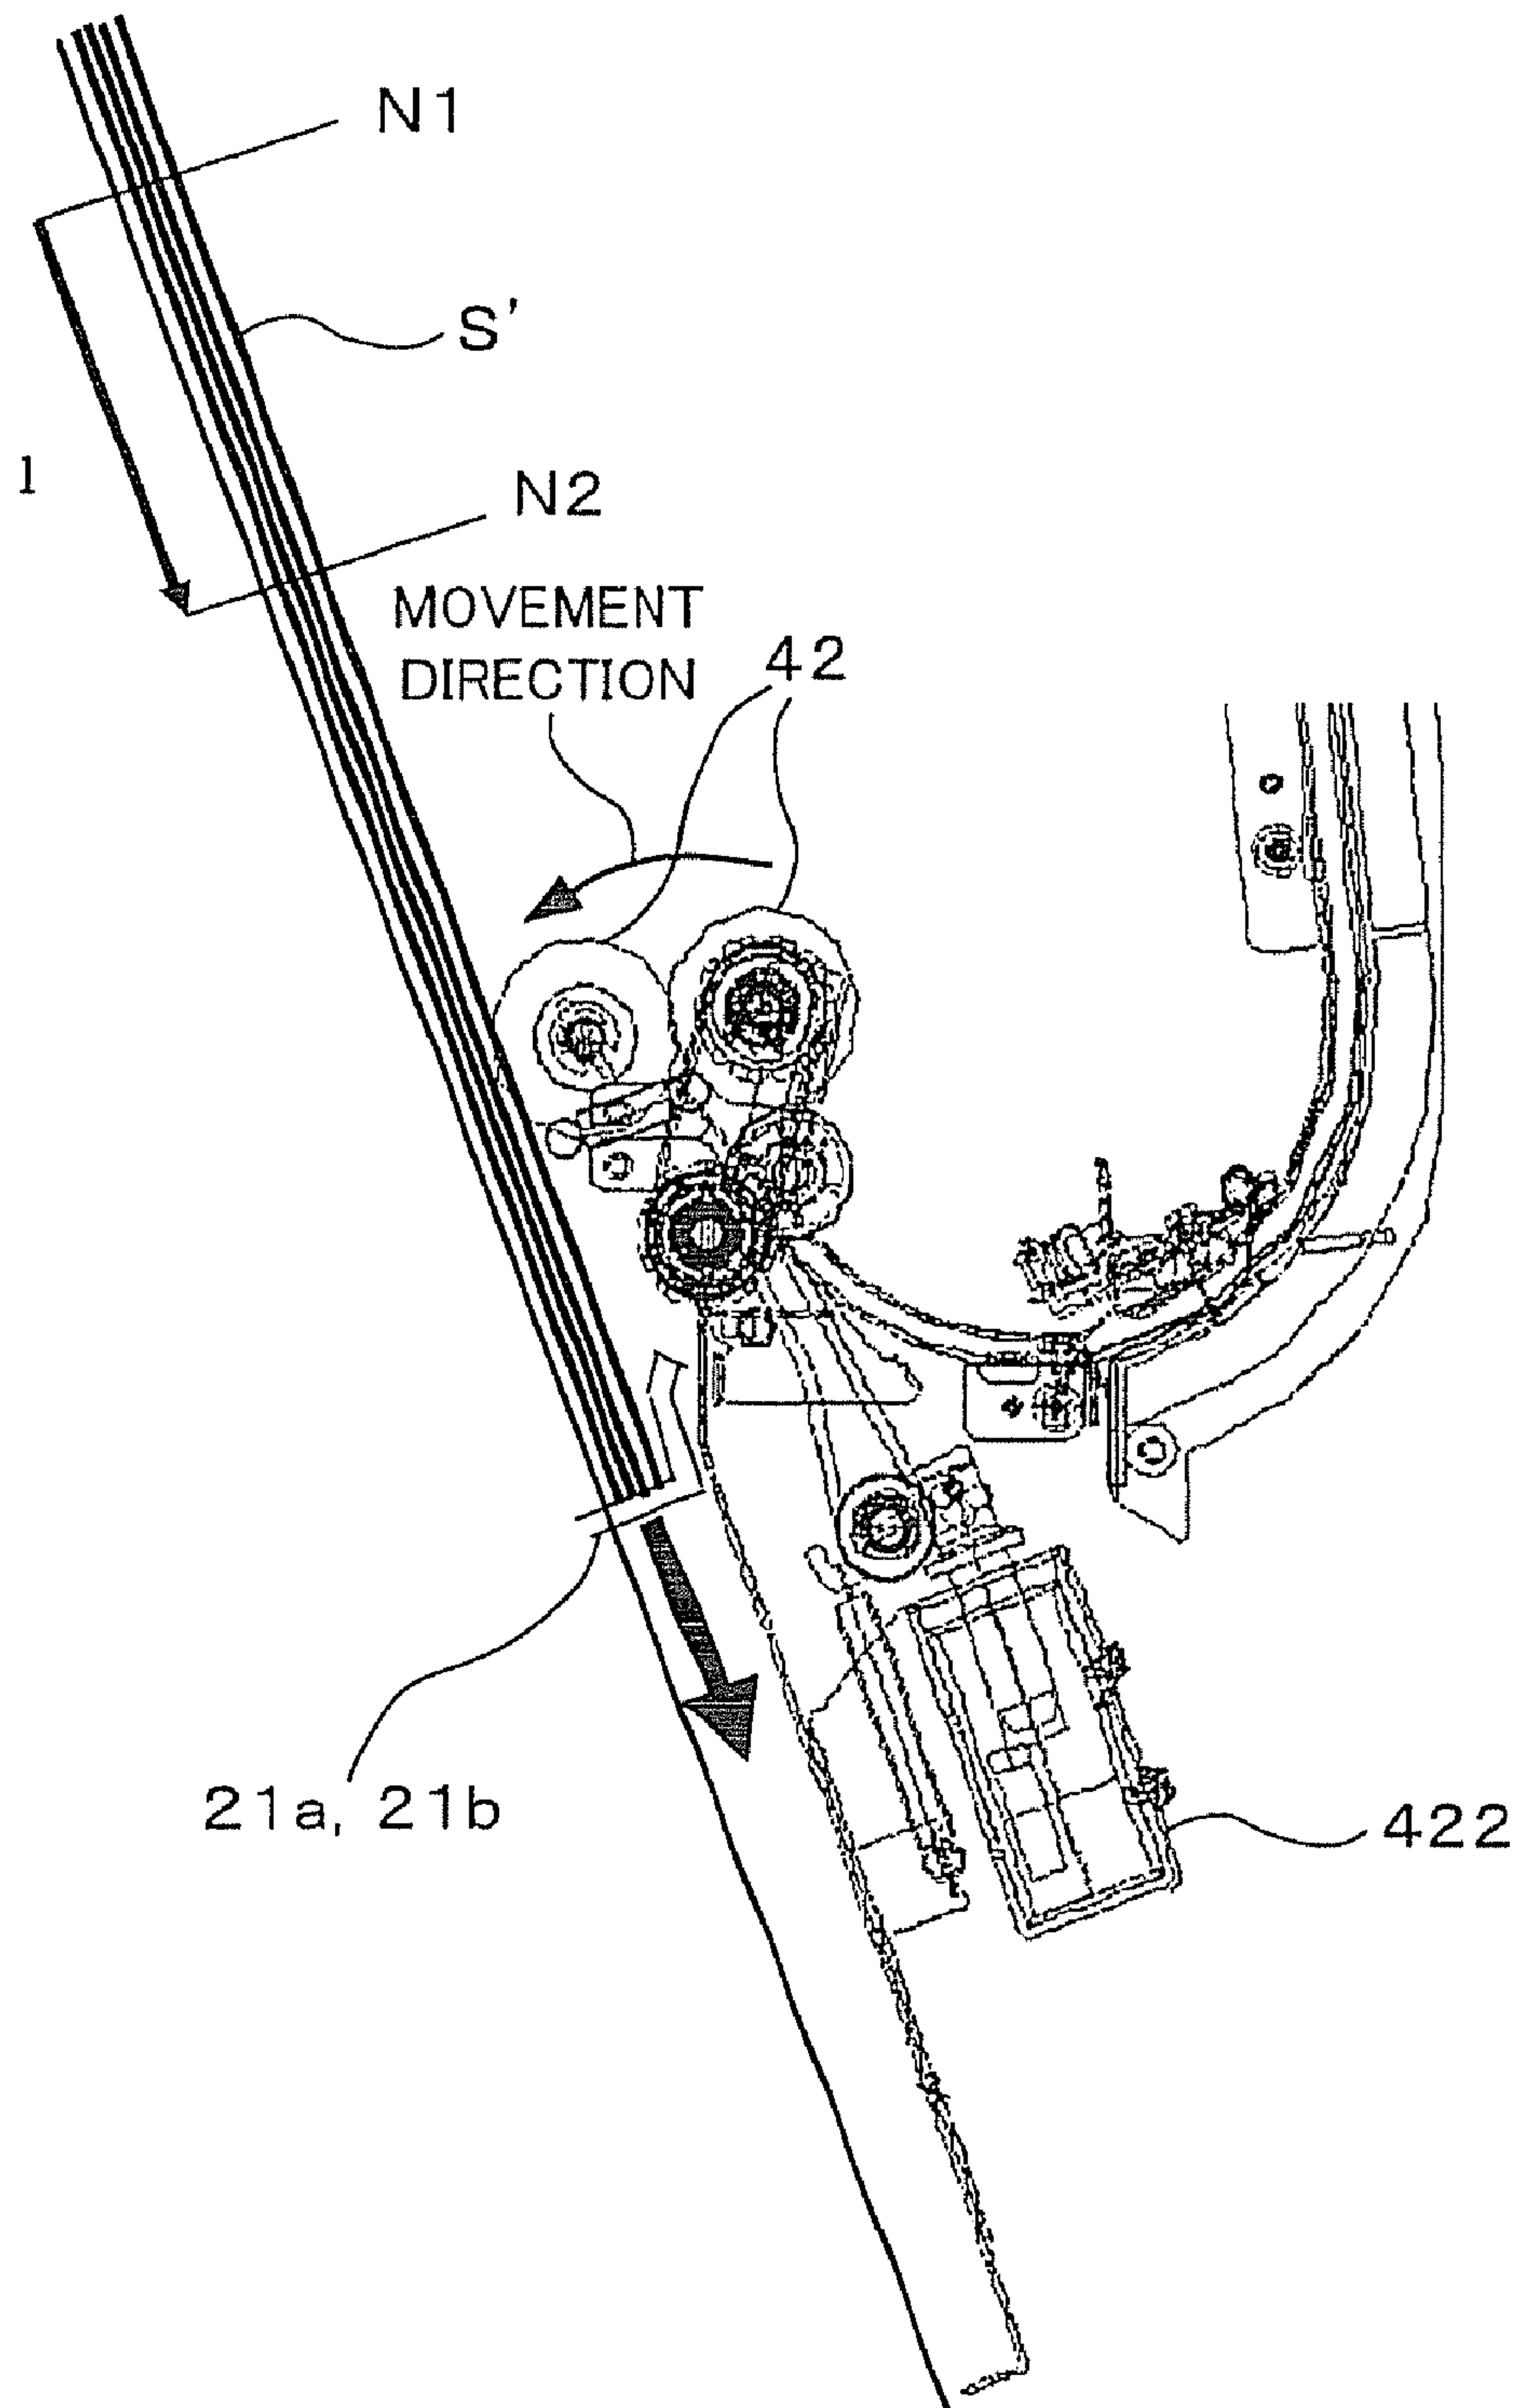 N1
S'
l
N2
MOVEMENT
DIRECTION
42
21a, 21b
422